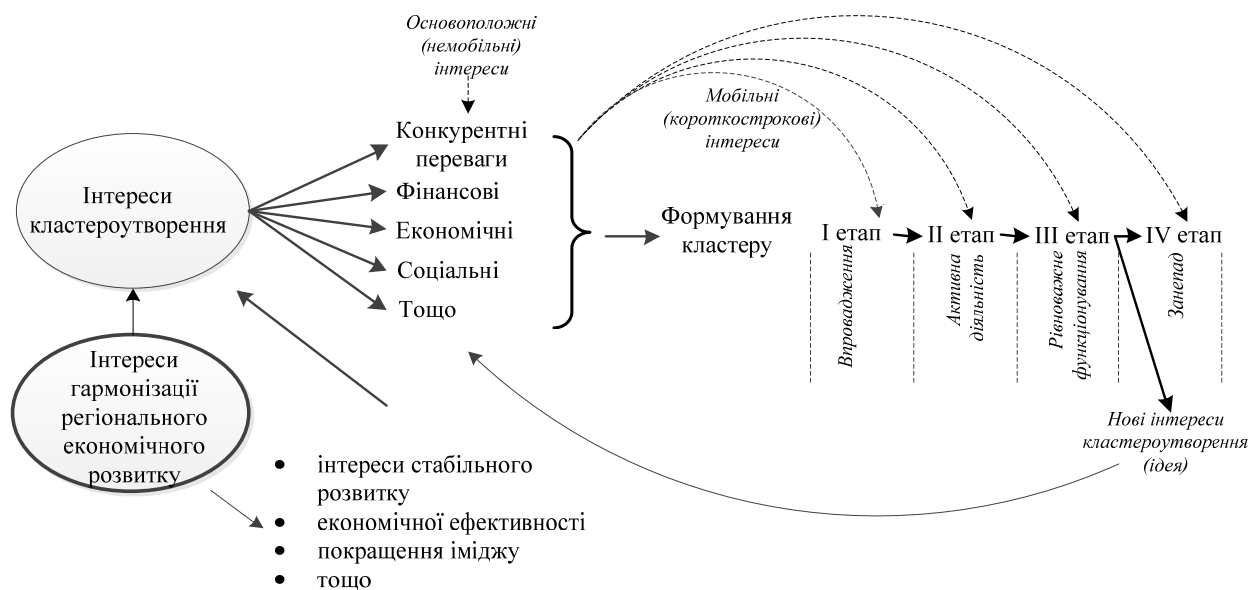 Основоположні
(немобільні)
інтереси
Мобільні
(короткострокові)
інтереси
Конкурентні
переваги
Фінансові
Економічні
Соціальні
Тощо
Інтереси
кластероутворення
Формування
кластеру
І етап
ІІ етап
ІІІ етап
IV етап
Впровадження
Активна
діяльність
Рівноважне
функціонування
Занепад
Інтереси
гармонізації
регіонального
економічного
розвитку
Нові інтереси
кластероутворення
(ідея)
• інтереси стабільного
розвитку
• економічної ефективності
• покращення іміджу
• тощо